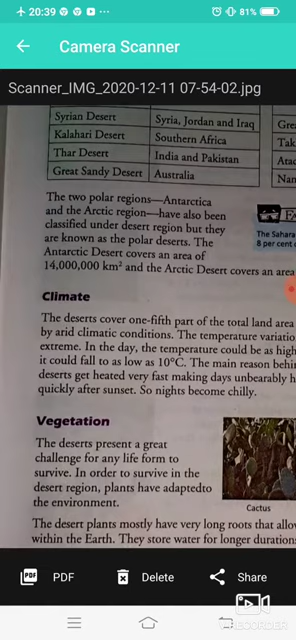 20:39
81%
Camera Scanner
Scanner_IMG_2020-12-11 07-54-02.jpg
Syrian Desert Syria, Jordan and Iraq
Kalahari Desert Southern Africa
Tak
Thar Desert India and Pakistan
Great Sandy Desert Australia
Nan
The two polar regions—Antarctica
and the Arctic region—have also been
classified under desert region but they
are known as the polar deserts. The
Antarctic Desert covers an area of
14,000,000 km² and the Arctic Desert covers an area
The Sahara
8 per cent
Climate
The deserts cover one-fifth part of the total land area
by arid climatic conditions. The temperature variatio
extreme. In the day, the temperature could be as high
it could fall to as low as 10°C. The main reason behin
deserts get heated very fast making days unbearably h
quickly after sunset. So nights become chilly.
Vegetation
The deserts present a great
challenge for any life form to
survive. In order to survive in the
desert region, plants have adaptedto
the environment.
Cactus
The desert plants mostly have very long roots that allow
within the Earth. They store water for longer durations
PDF
PDF
Delete
Share
RECORDER